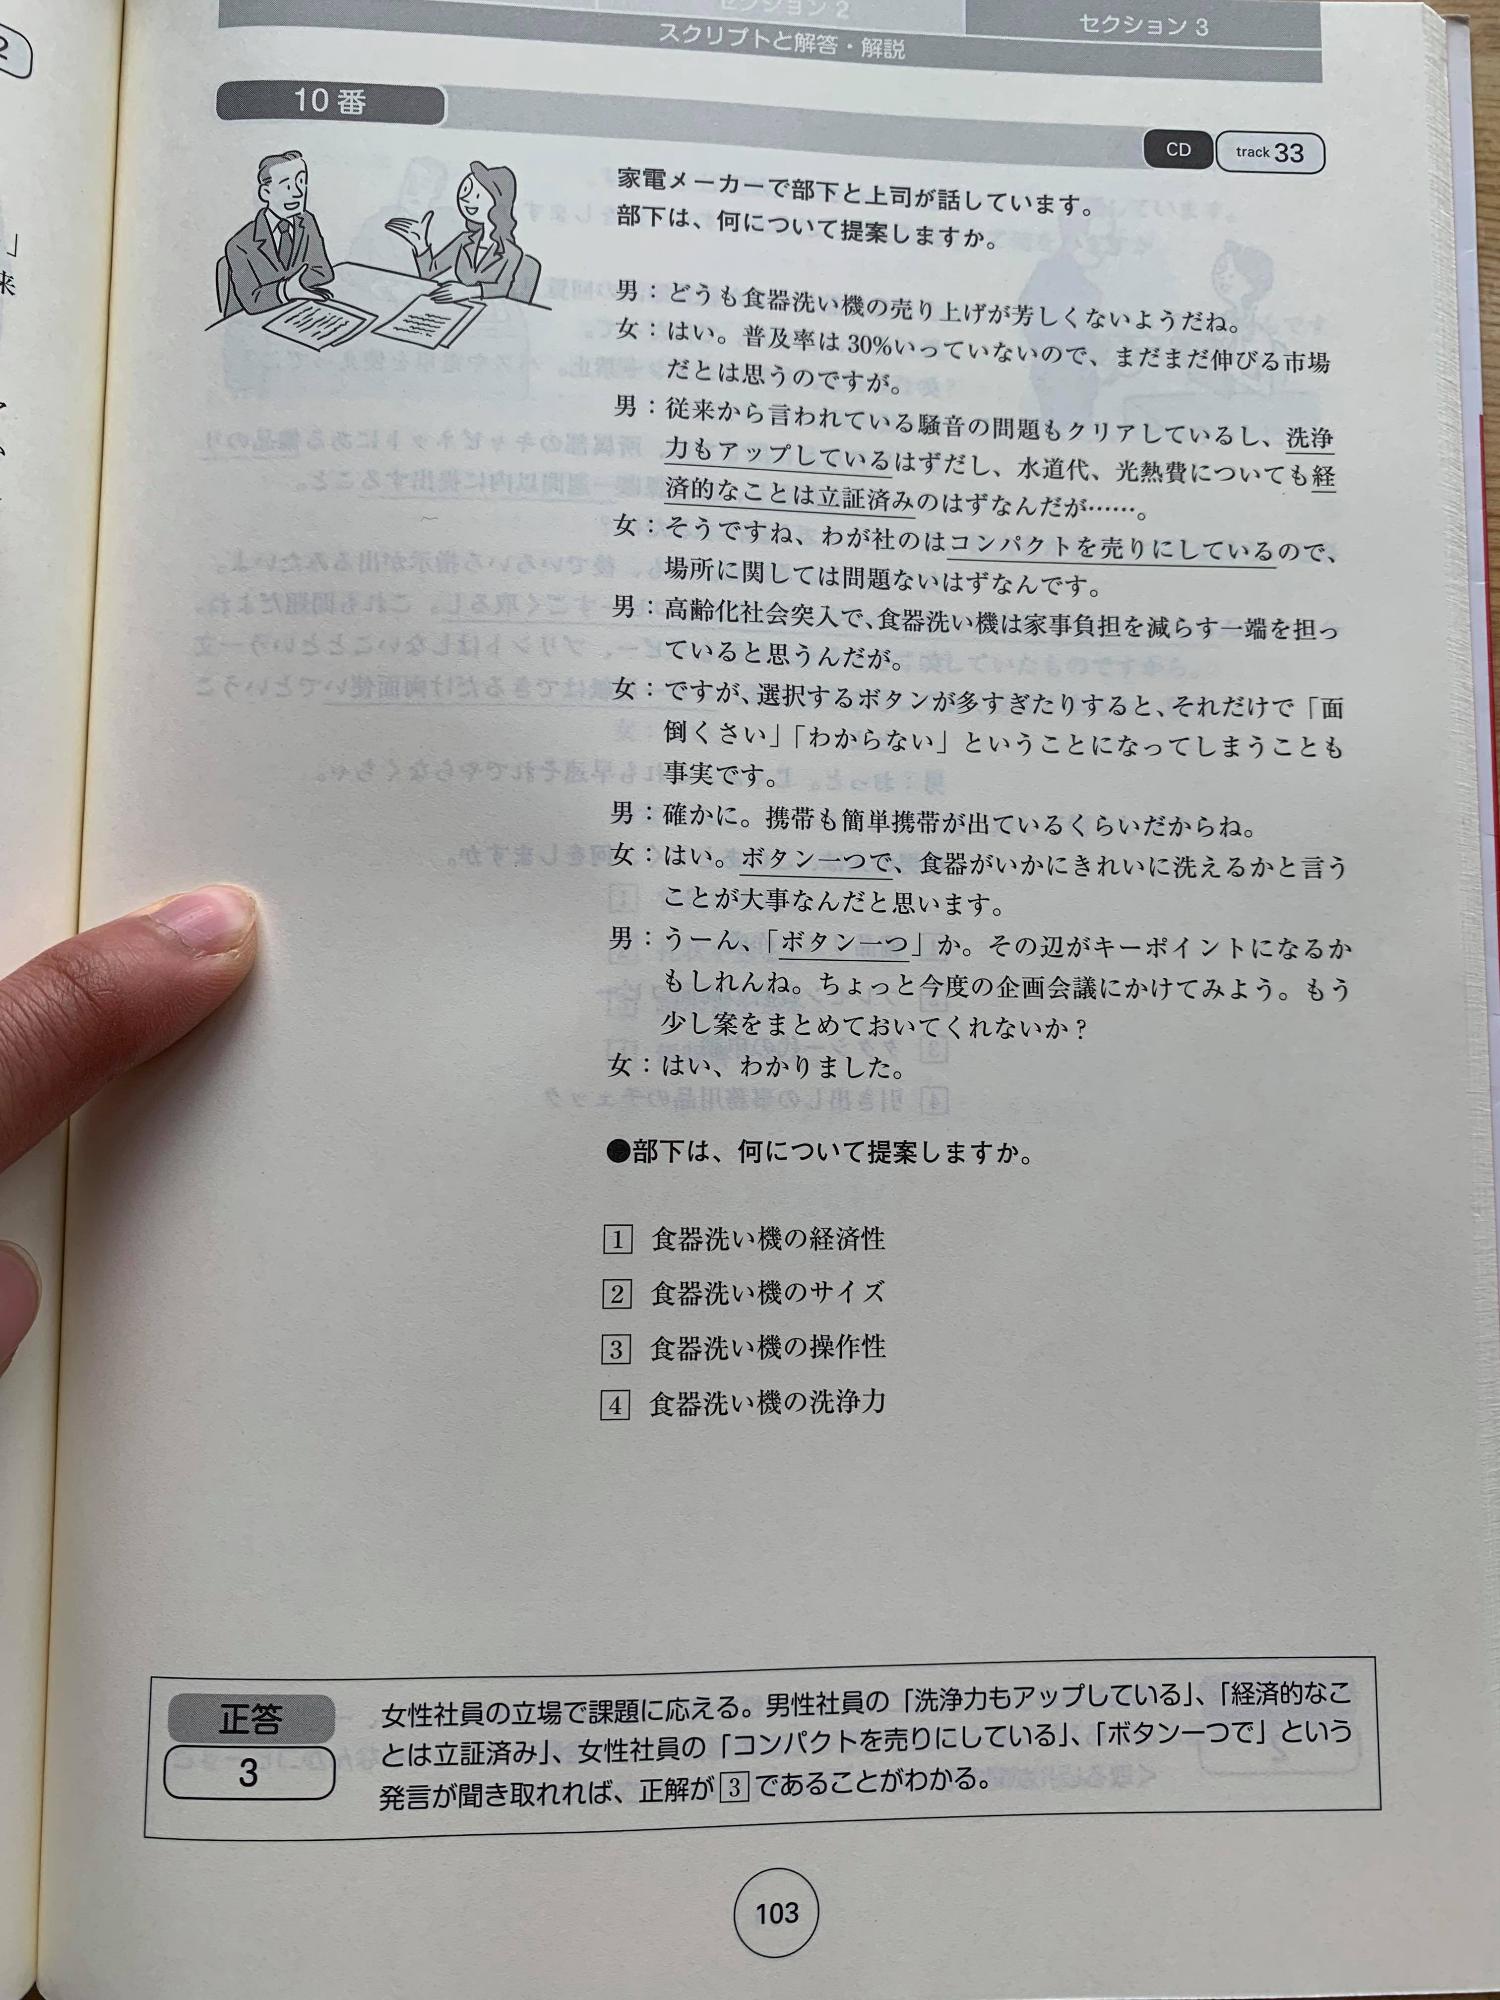 セクション 2
セクション 3
スクリプトと解答・解説
10 番
CD track 33
家電メーカーで部下と上司が話しています。
部下は、何について提案しますか。
男：どうも食器洗い機の売り上げが芳しくないようだね。
女：はい。普及率は 30%いっていないので、まだまだ伸びる市場
だとは思うのですが。
男：従来から言われている騒音の問題もクリアしているし、洗浄
力もアップしているはずだし、水道代、光熱費についても経
済的なことは立証済みのはずなんだが……。
女：そうですね、わが社のはコンパクトを売りにしているので、
場所に関しては問題ないはずなんです。
男：高齢化社会突入で、食器洗い機は家事負担を減らす一端を担っ
ていると思うんだが。
女：ですが、選択するボタンが多すぎたりすると、それだけで「面
倒くさい」「わからない」ということになってしまうことも
事実です。
男：確かに。携帯も簡単携帯が出ているくらいだからね。
女：はい。ボタン一つで、食器がいかにきれいに洗えるかと言う
ことが大事なんだと思います。
男：うーん、「ボタン一つ」か。その辺がキーポイントになるか
もしれんね。ちょっと今度の企画会議にかけてみよう。もう
少し案をまとめておいてくれないか？
女：はい、わかりました。
●部下は、何について提案しますか。
1 食器洗い機の経済性
2 食器洗い機のサイズ
3 食器洗い機の操作性
4 食器洗い機の洗浄力
正答
3
女性社員の立場で課題に応える。男性社員の「洗浄力もアップしている」、「経済的なこ
とは立証済み」、女性社員の「コンパクトを売りにしている」、「ボタン一つで」という
発言が聞き取れれば、正解が 3 であることがわかる。
103